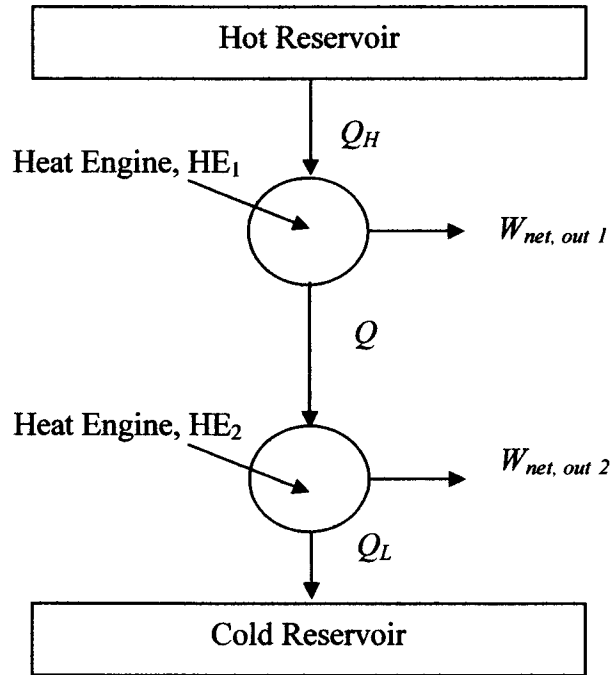 Hot Reservoir
Q_H
Heat Engine, HE₁
W_net, out 1
Q
Heat Engine, HE₂
W_net, out 2
Q_L
Cold Reservoir